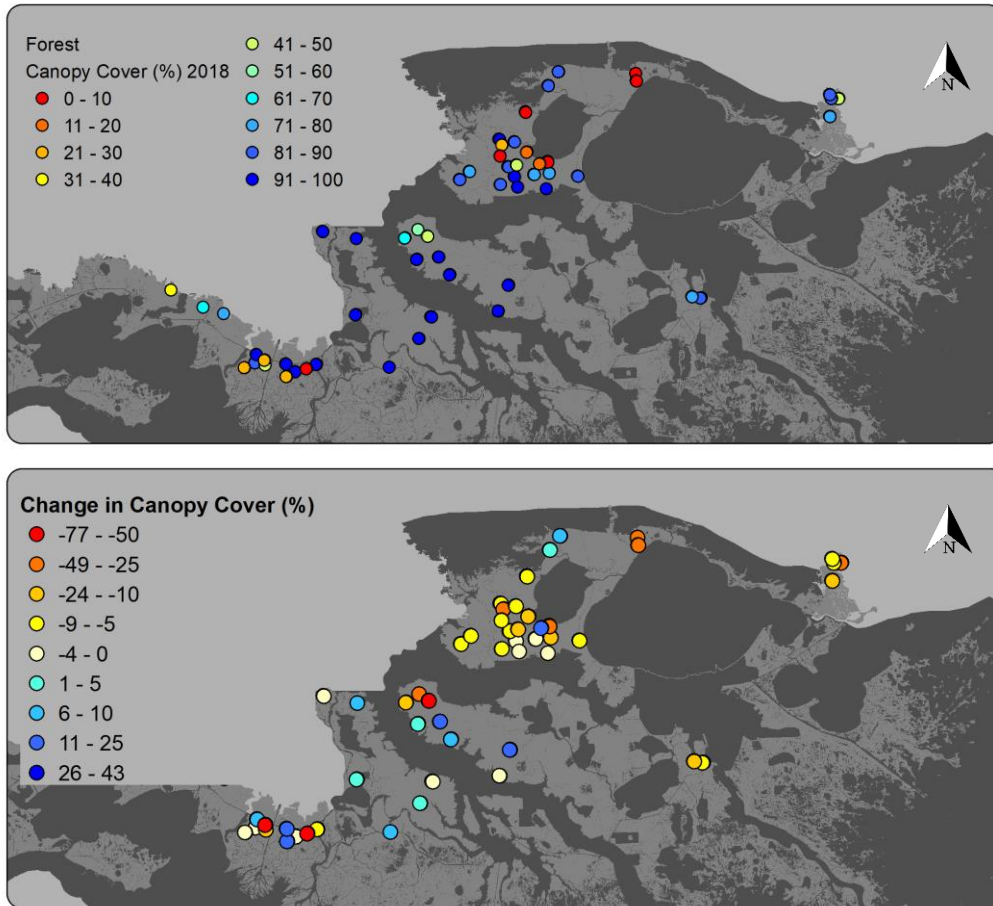 Forest
Canopy Cover (%) 2018
0 - 10
11 - 20
21 - 30
31 - 40
41 - 50
51 - 60
61 - 70
71 - 80
81 - 90
91 - 100
N
Change in Canopy Cover (%)
-77 - -50
-49 - -25
-24 - -10
-9 - -5
-4 - 0
1 - 5
6 - 10
11 - 25
26 - 43
N